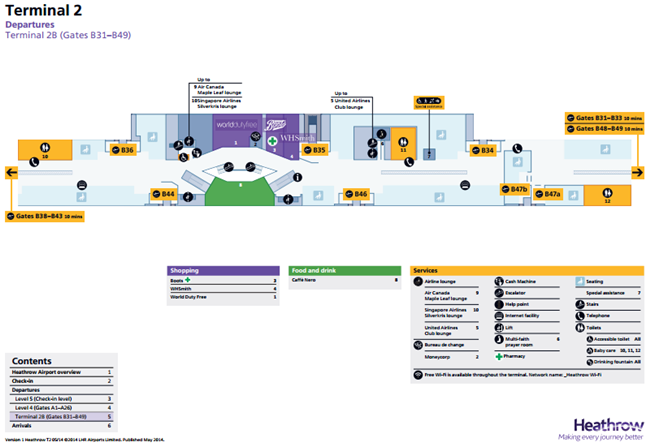 Terminal 2
Departures
Terminal 2B (Gates B31–B49)
Up to
9 Air Canada
Maple Leaf lounge
10 Singapore Airlines
Silverkris lounge
Up to
5 United Airlines
Club lounge
Gates B31–B33 10 mins
Gates B48–B49 10 mins
worlddutyfree
Boots
WHSmith
1
2
3
4
6
7
8
10
11
12
B36
B35
B34
B44
B46
B47b
B47a
Gates B38–B43 10 mins
Shopping
Boots 3
WHSmith 4
World Duty Free 1
Food and drink
Caffè Nero 8
Services
Airline lounge
Air Canada 9
Maple Leaf lounge
Singapore Airlines 10
Silverkris lounge
United Airlines 5
Club lounge
Bureau de change
Moneycorp 2
Cash Machine
Escalator
Help point
Internet facility
Lift
Multi-faith 6
prayer room
Pharmacy
Seating
Special assistance 7
Stairs
Telephone
Toilets
Accessible toilet All
Baby care 10, 11, 12
Drinking fountain All
Free Wi-Fi is available throughout the terminal. Network name: _Heathrow Wi-Fi
Contents
Heathrow Airport overview 1
Check-in 2
Departures
Level 5 (Check-in level) 3
Level 4 (Gates A1–A26) 4
Terminal 2B (Gates B31–B49) 5
Arrivals 6
Heathrow
Making every journey better
Version 1 Heathrow T2 05/14 ©2014 LHR Airports Limited. Published May 2014.